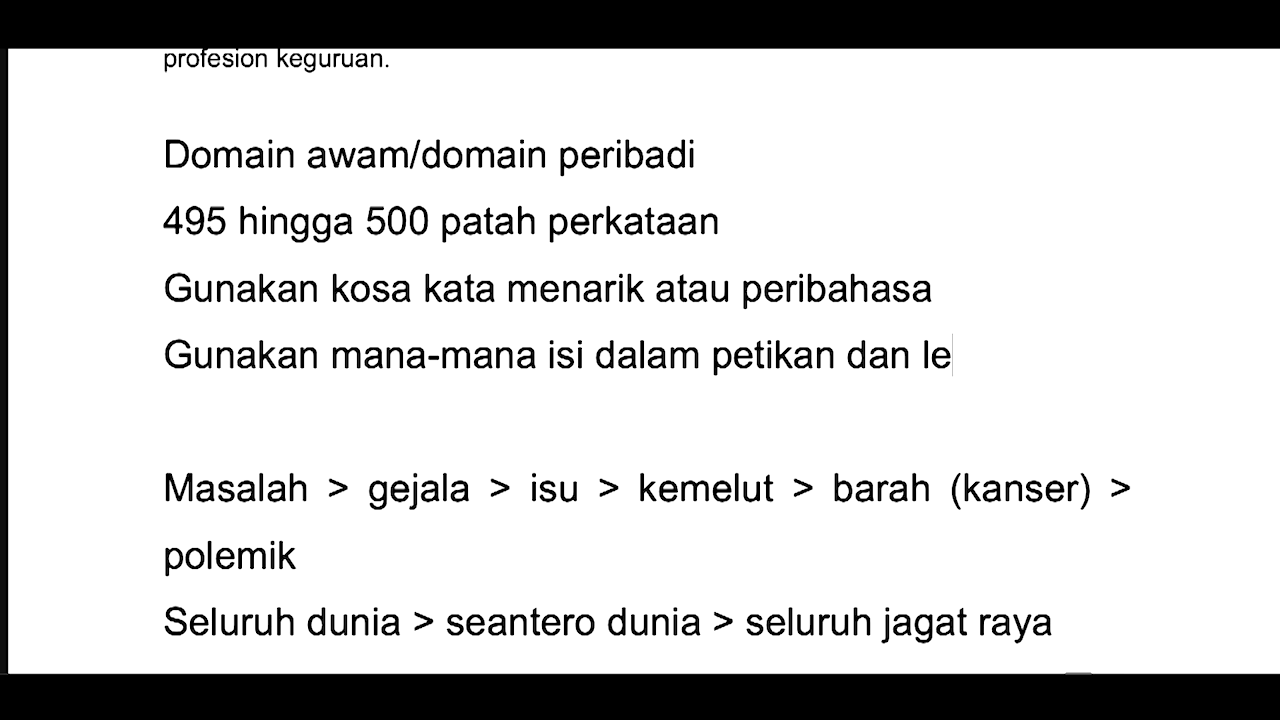 profesion keguruan.
Domain awam/domain peribadi
495 hingga 500 patah perkataan
Gunakan kosa kata menarik atau peribahasa
Gunakan mana-mana isi dalam petikan dan le
Masalah > gejala > isu > kemelut > barah (kanser) >
polemik
Seluruh dunia > seantero dunia > seluruh jagat raya